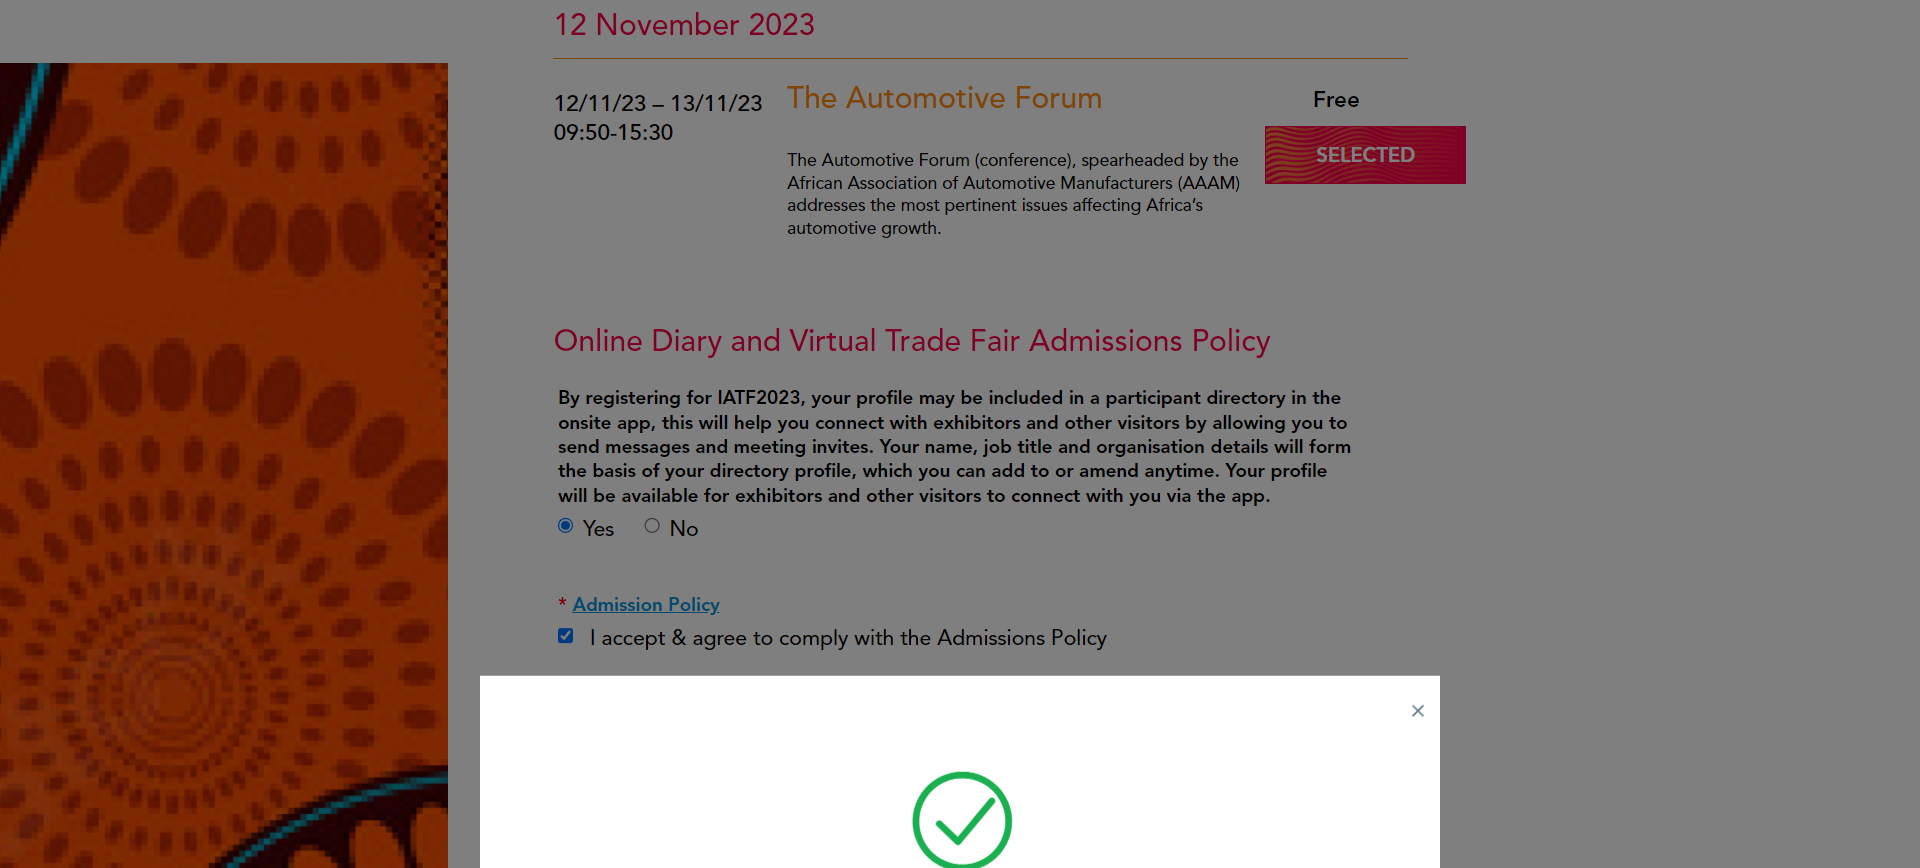 12 November 2023
12/11/23 – 13/11/23
09:50-15:30
The Automotive Forum
Free
SELECTED
The Automotive Forum (conference), spearheaded by the
African Association of Automotive Manufacturers (AAAM)
addresses the most pertinent issues affecting Africa’s
automotive growth.
Online Diary and Virtual Trade Fair Admissions Policy
By registering for IATF2023, your profile may be included in a participant directory in the
onsite app, this will help you connect with exhibitors and other visitors by allowing you to
send messages and meeting invites. Your name, job title and organisation details will form
the basis of your directory profile, which you can add to or amend anytime. Your profile
will be available for exhibitors and other visitors to connect with you via the app.
Yes No
* Admission Policy
I accept & agree to comply with the Admissions Policy